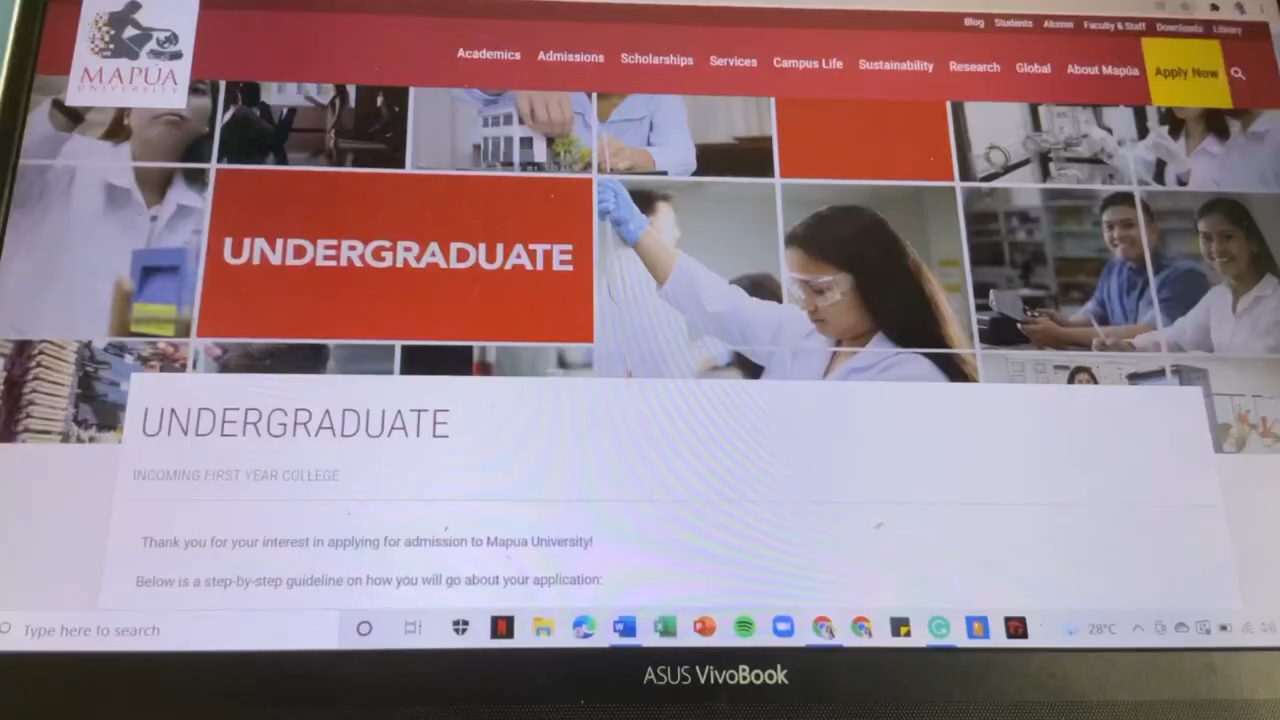 Blog Students Alumni Faculty & Staff Downloads Library
MAPÚA
UNIVERSITY
Academics Admissions Scholarships Services Campus Life Sustainability Research Global About Mapúa Apply Now
UNDERGRADUATE
UNDERGRADUATE
INCOMING FIRST YEAR COLLEGE
Thank you for your interest in applying for admission to Mapua University!
Below is a step-by-step guideline on how you will go about your application:
Type here to search
28°C
ASUS VivoBook